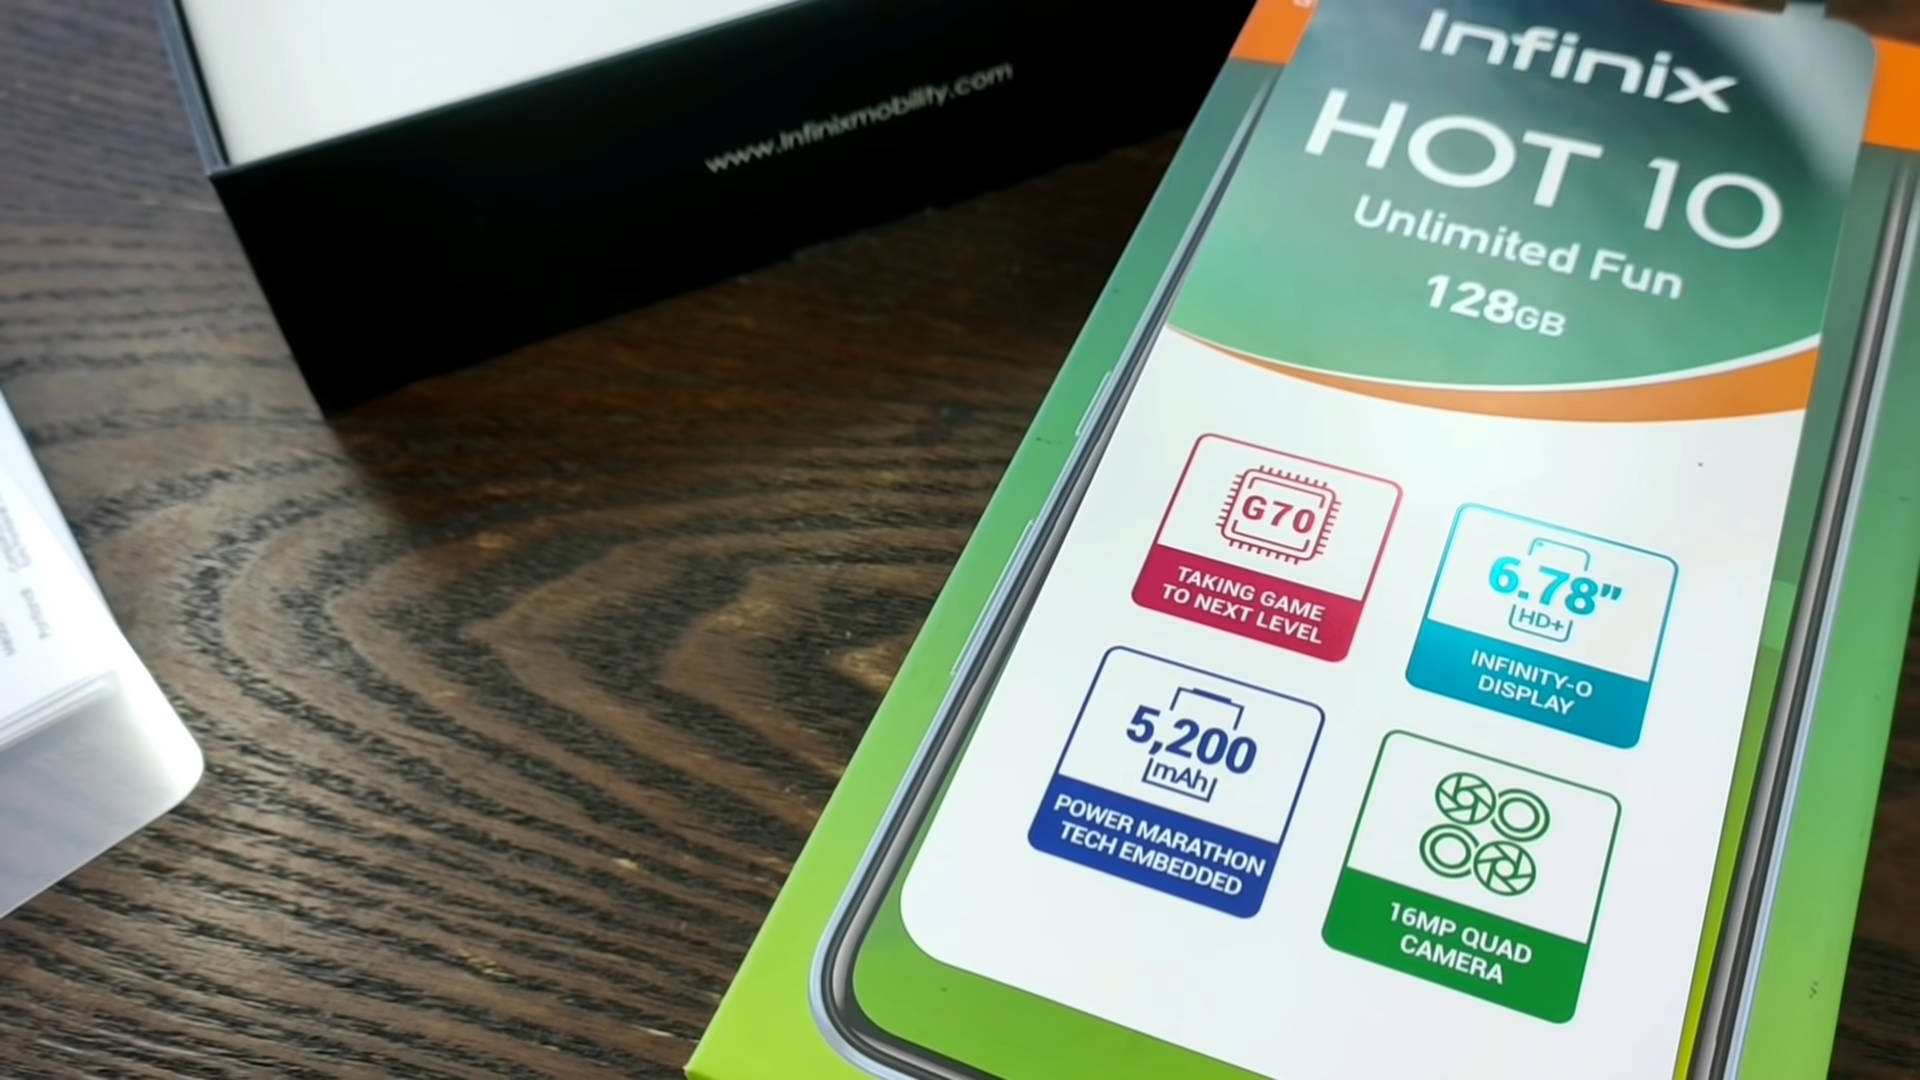 www.infinixmobility.com
Infinix
HOT 10
Unlimited Fun
128GB
G70
TAKING GAME
TO NEXT LEVEL
6.78”
HD+
INFINITY-O
DISPLAY
5,200
mAh
POWER MARATHON
TECH EMBEDDED
16MP QUAD
CAMERA